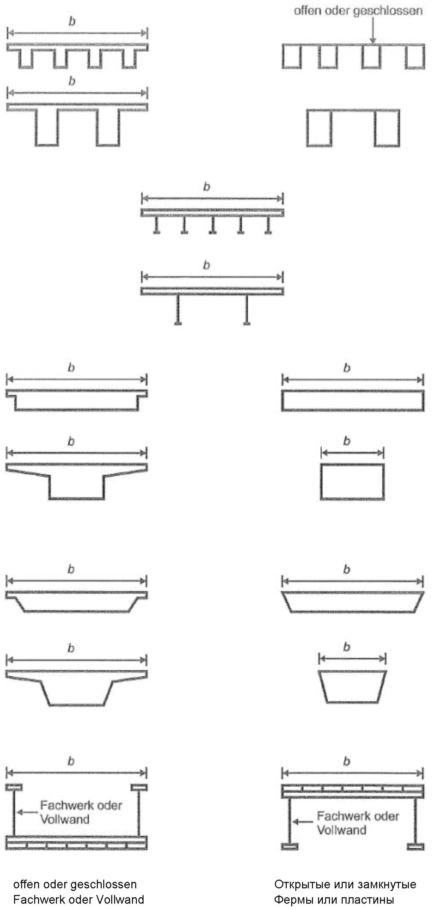 offen oder geschlossen
b
b
b
b
b
b
b
b
b
b
b
b
b
Fachwerk oder
Vollwand
b
Fachwerk oder
Vollwand
offen oder geschlossen
Fachwerk oder Vollwand
Открытые или замкнутые
Фермы или пластины